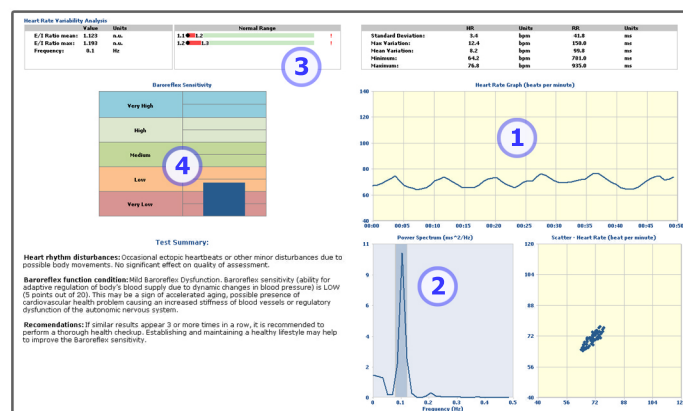 Heart Rate Variability Analysis
Value Units Normal Range
E/I Ratio mean: 1.123 n.u. 1.1 1.2 !
E/I Ratio max: 1.193 n.u. 1.2 1.3 !
Frequency: 0.1 Hz
HR Units RR Units
Standard Deviation: 3.4 bpm 41.8 ms
Max Variation: 12.4 bpm 150.0 ms
Mean Variation: 8.2 bpm 99.8 ms
Minimum: 64.2 bpm 781.0 ms
Maximum: 76.8 bpm 935.0 ms
3
Baroreflex Sensitivity
Very High
High
Medium
Low
Very Low
4
Heart Rate Graph (beats per minute)
140
120
100
80
60
40
00:00 00:05 00:10 00:15 00:20 00:25 00:30 00:35 00:40 00:45 00:50
1
Test Summary:
Heart rhythm disturbances: Occasional ectopic heartbeats or other minor disturbances due to
possible body movements. No significant effect on quality of assessment.
Baroreflex function condition: Mild Baroreflex Dysfunction. Baroreflex sensitivity (ability for
adaptive regulation of body's blood supply due to dynamic changes in blood pressure) is LOW
(5 points out of 20). This may be a sign of accelerated aging, possible presence of
cardiovascular health problem causing an increased stiffness of blood vessels or regulatory
dysfunction of the autonomic nervous system.
Recomendations: If similar results appear 3 or more times in a row, it is recommended to
perform a thorough health checkup. Establishing and maintaining a healthy lifestyle may help
to improve the Baroreflex sensitivity.
Power Spectrum (ms^2/Hz)
11
9
6
4
2
0
0 0.1 0.2 0.3 0.4 0.5
Frequency (Hz)
2
Scatter - Heart Rate (beat per minute)
120
104
88
72
56
40
40 56 72 88 104